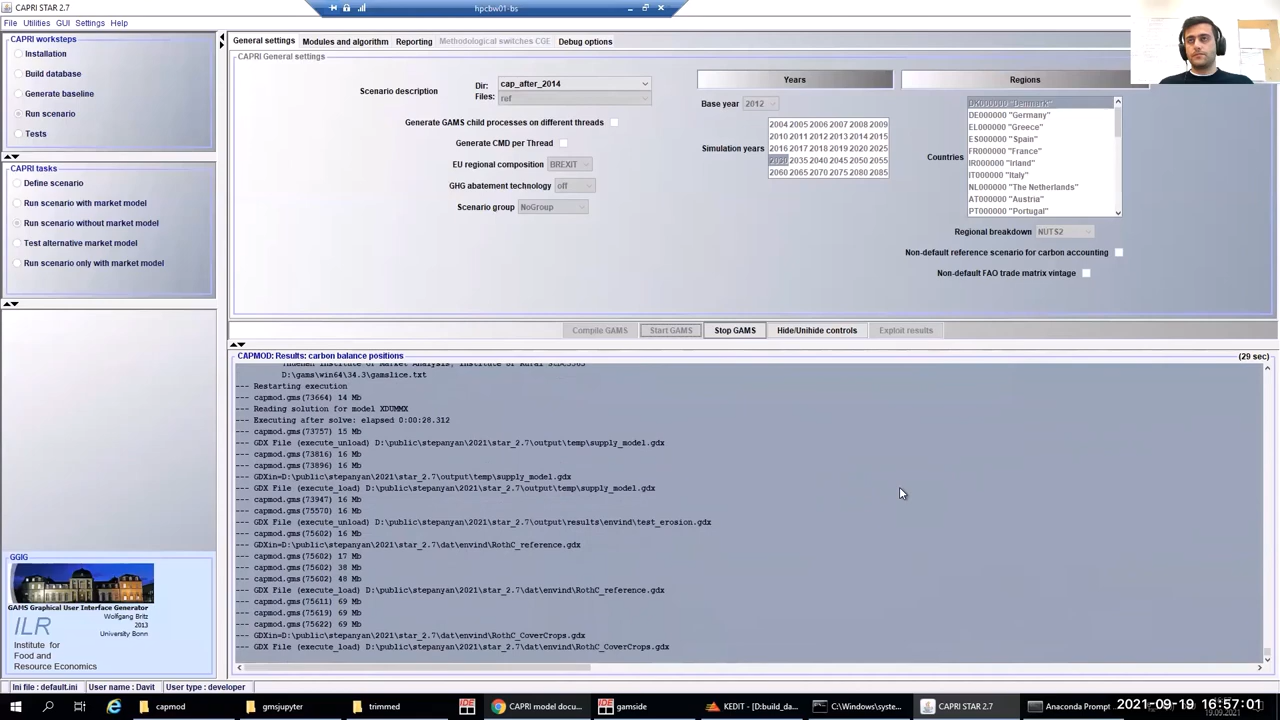 CAPRI STAR 2.7
hpcbw01-bs
File Utilities GUI Settings Help
CAPRI worksteps
Installation
Build database
Generate baseline
Run scenario
Tests
CAPRI tasks
Define scenario
Run scenario with market model
Run scenario without market model
Test alternative market model
Run scenario only with market model
GGIG
GAMS Graphical User Interface Generator
Wolfgang Britz
2013
University Bonn
ILR
Institute for
Food and
Resource Economics
General settings Modules and algorithm Reporting Methodological switches CGE Debug options
CAPRI General settings
Scenario description
Dir: cap_after_2014
Files: ref
Generate GAMS child processes on different threads
Generate CMD per Thread
EU regional composition BREXIT
GHG abatement technology off
Scenario group NoGroup
Years
Base year 2012
Simulation years
2004 2005 2006 2007 2008 2009
2010 2011 2012 2013 2014 2015
2016 2017 2018 2019 2020 2025
2030 2035 2040 2045 2050 2055
2060 2065 2070 2075 2080 2085
Regions
Countries
DK000000 "Denmark"
DE000000 "Germany"
EL000000 "Greece"
ES000000 "Spain"
FR000000 "France"
IR000000 "Irland"
IT000000 "Italy"
NL000000 "The Netherlands"
AT000000 "Austria"
PT000000 "Portugal"
Regional breakdown NUTS2
Non-default reference scenario for carbon accounting
Non-default FAO trade matrix vintage
Compile GAMS Start GAMS Stop GAMS Hide/Unihide controls Exploit results
CAPMOD: Results: carbon balance positions (29 sec)
D:\gams\win64\34.3\gamslice.txt
--- Restarting execution
--- capmod.gms(73664) 14 Mb
--- Reading solution for model XDUMMX
--- Executing after solve: elapsed 0:00:28.312
--- capmod.gms(73757) 15 Mb
--- GDX File (execute_unload) D:\public\stepanyan\2021\star_2.7\output\temp\supply_model.gdx
--- capmod.gms(73816) 16 Mb
--- capmod.gms(73896) 16 Mb
--- GDXin=D:\public\stepanyan\2021\star_2.7\output\temp\supply_model.gdx
--- GDX File (execute_load) D:\public\stepanyan\2021\star_2.7\output\temp\supply_model.gdx
--- capmod.gms(73947) 16 Mb
--- capmod.gms(75570) 16 Mb
--- GDX File (execute_unload) D:\public\stepanyan\2021\star_2.7\output\results\envind\test_erosion.gdx
--- capmod.gms(75602) 16 Mb
--- GDXin=D:\public\stepanyan\2021\star_2.7\dat\envind\RothC_reference.gdx
--- capmod.gms(75602) 17 Mb
--- capmod.gms(75602) 38 Mb
--- capmod.gms(75602) 48 Mb
--- GDX File (execute_load) D:\public\stepanyan\2021\star_2.7\dat\envind\RothC_reference.gdx
--- capmod.gms(75611) 69 Mb
--- capmod.gms(75619) 69 Mb
--- capmod.gms(75622) 69 Mb
--- GDXin=D:\public\stepanyan\2021\star_2.7\dat\envind\RothC_CoverCrops.gdx
--- GDX File (execute_load) D:\public\stepanyan\2021\star_2.7\dat\envind\RothC_CoverCrops.gdx
Ini file : default.ini User name : Davit User type : developer
capmod gmsjupyter trimmed IDE CAPRI model docu... IDE gamside KEDIT - [D:build_da... C:\Windows\syste... CAPRI STAR 2.7 Anaconda Prompt
2021-09-19 16:57:01
19.09.2021